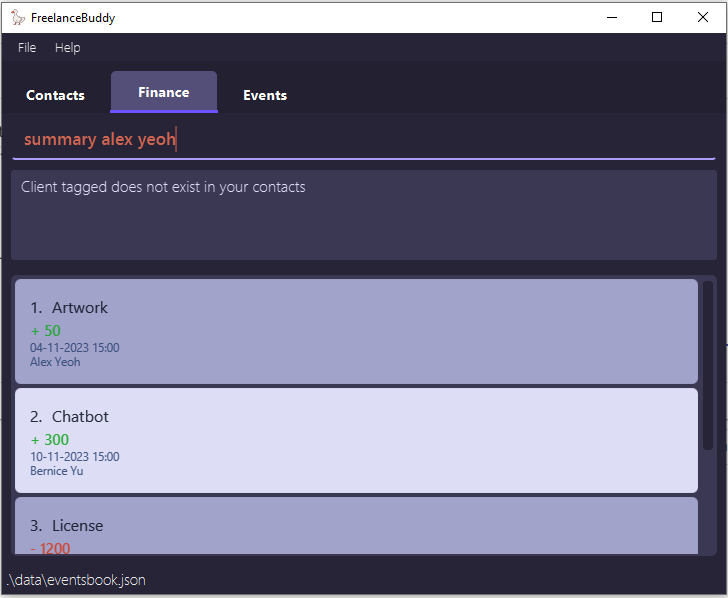 FreelanceBuddy
File Help
Contacts Finance Events
summary alex yeoh
Client tagged does not exist in your contacts
1. Artwork
+ 50
04-11-2023 15:00
Alex Yeoh
2. Chatbot
+ 300
10-11-2023 15:00
Bernice Yu
3. License
- 1200
.\data\eventsbook.json